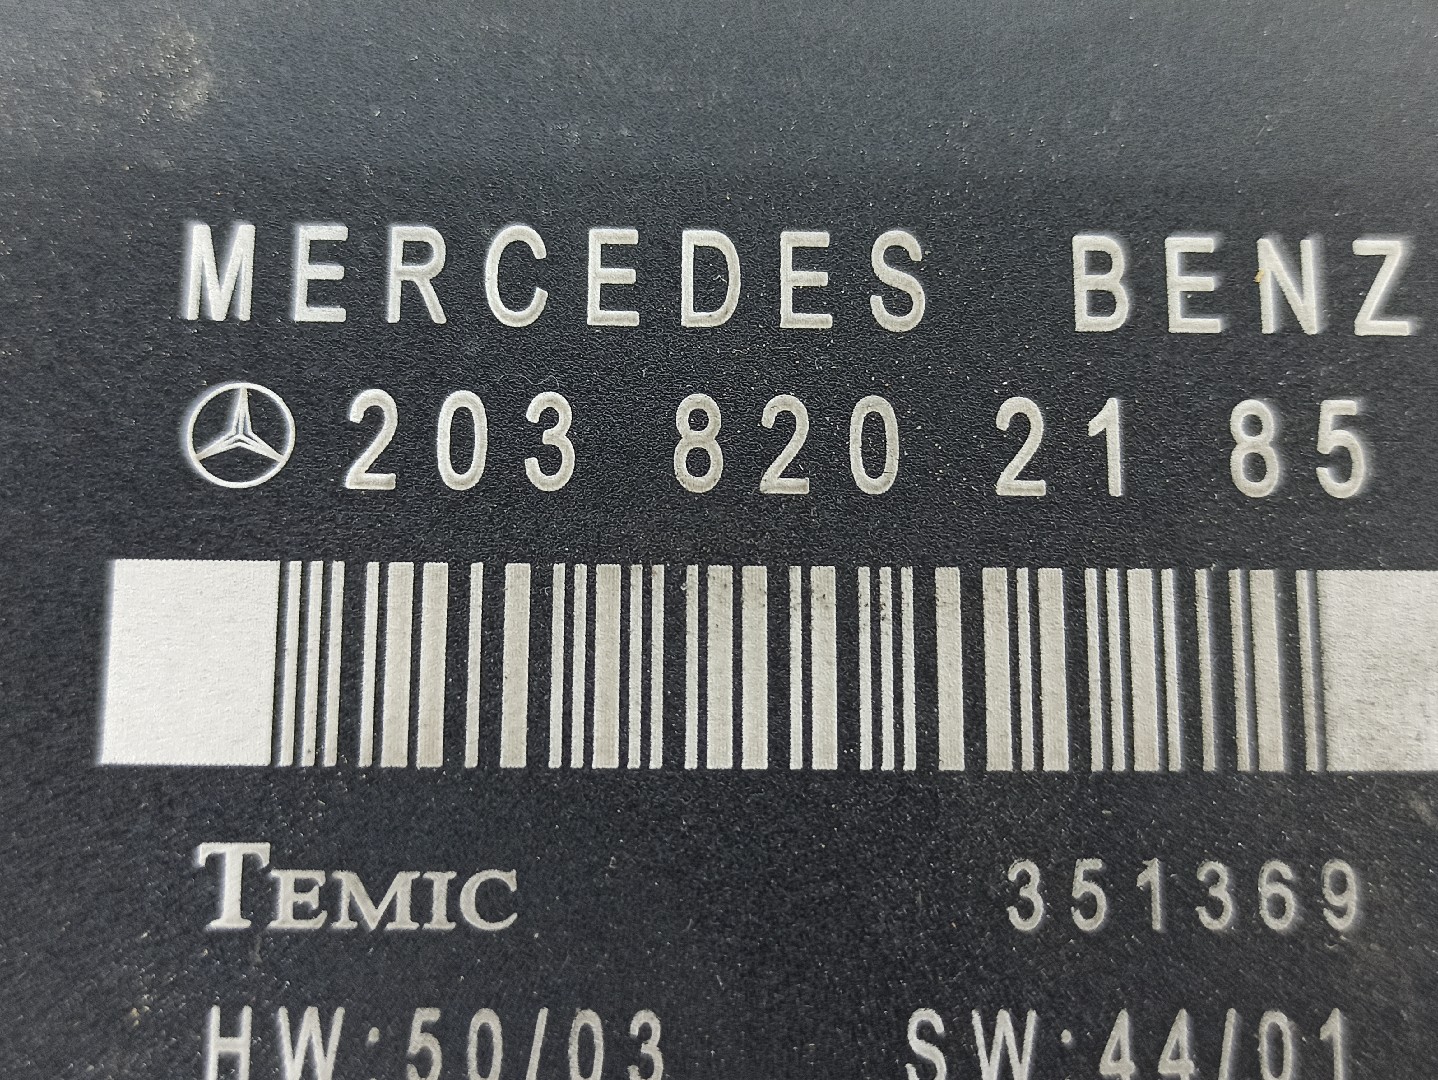 MERCEDES BENZ
203 820 21 85
TEMIC 351369
HW:50/03 SW:44/01